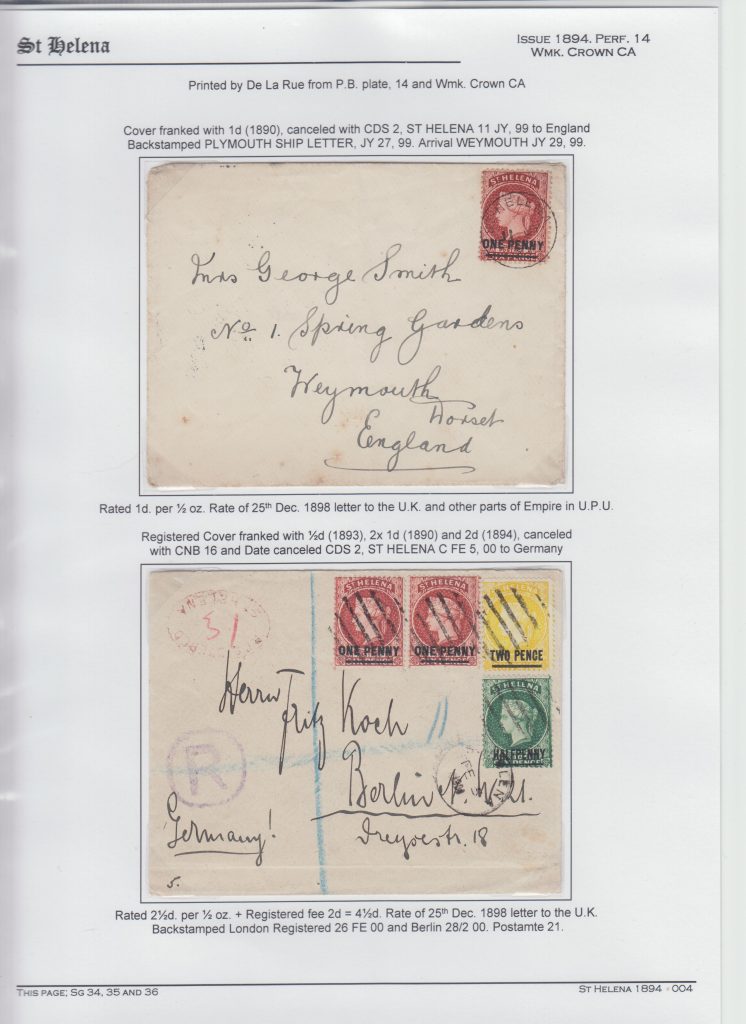 St Helena
ISSUE 1894. PERF. 14
WMK. CROWN CA
Printed by De La Rue from P.B. plate, 14 and Wmk. Crown CA
Cover franked with 1d (1890), canceled with CDS 2, ST HELENA 11 JY, 99 to England
Backstamped PLYMOUTH SHIP LETTER, JY 27, 99. Arrival WEYMOUTH JY 29, 99.
ST HELENA
ONE PENNY
Mrs George Smith
No 1. Spring Gardens
Weymouth
Dorset
England
Rated 1d. per ½ oz. Rate of 25th Dec. 1898 letter to the U.K. and other parts of Empire in U.P.U.
Registered Cover franked with ½d (1893), 2x 1d (1890) and 2d (1894), canceled
with CNB 16 and Date canceled CDS 2, ST HELENA C FE 5, 00 to Germany
ST HELENA
ONE PENNY
ST HELENA
ONE PENNY
TWO PENCE
ST HELENA
HALFPENNY
13
Herrn
Fritz Koch
R
Berlin N.W.
Germany!
18
5.
Rated 2½d. per ½ oz. + Registered fee 2d = 4½d. Rate of 25th Dec. 1898 letter to the U.K.
Backstamped London Registered 26 FE 00 and Berlin 28/2 00. Postamte 21.
THIS PAGE; SG 34, 35 AND 36
ST HELENA 1894 - 004